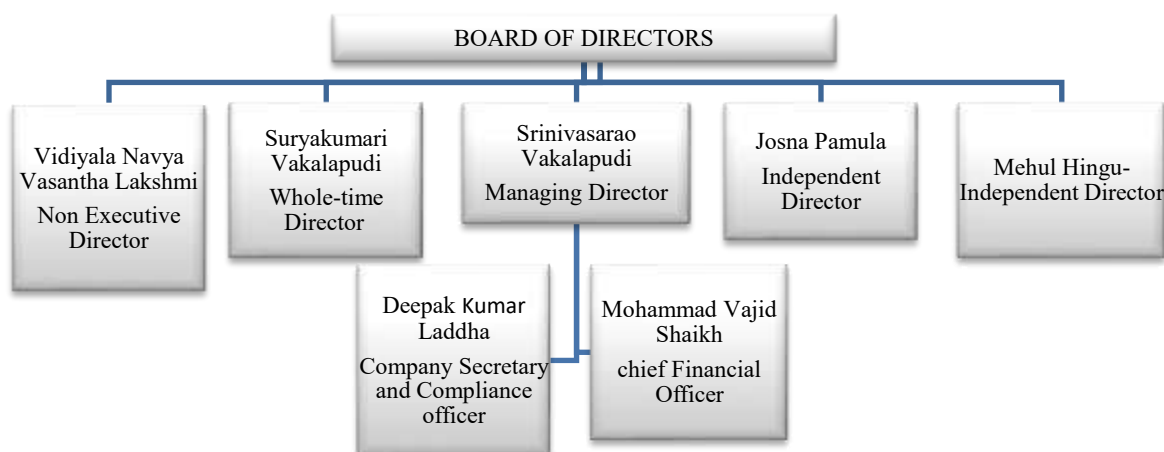 BOARD OF DIRECTORS
Vidiyala Navya
Vasantha Lakshmi
Non Executive
Director
Suryakumari
Vakalapudi
Whole-time
Director
Srinivasarao
Vakalapudi
Managing Director
Josna Pamula
Independent
Director
Mehul Hingu-
Independent Director
Deepak Kumar
Laddha
Company Secretary
and Compliance
officer
Mohammad Vajid
Shaikh
chief Financial
Officer